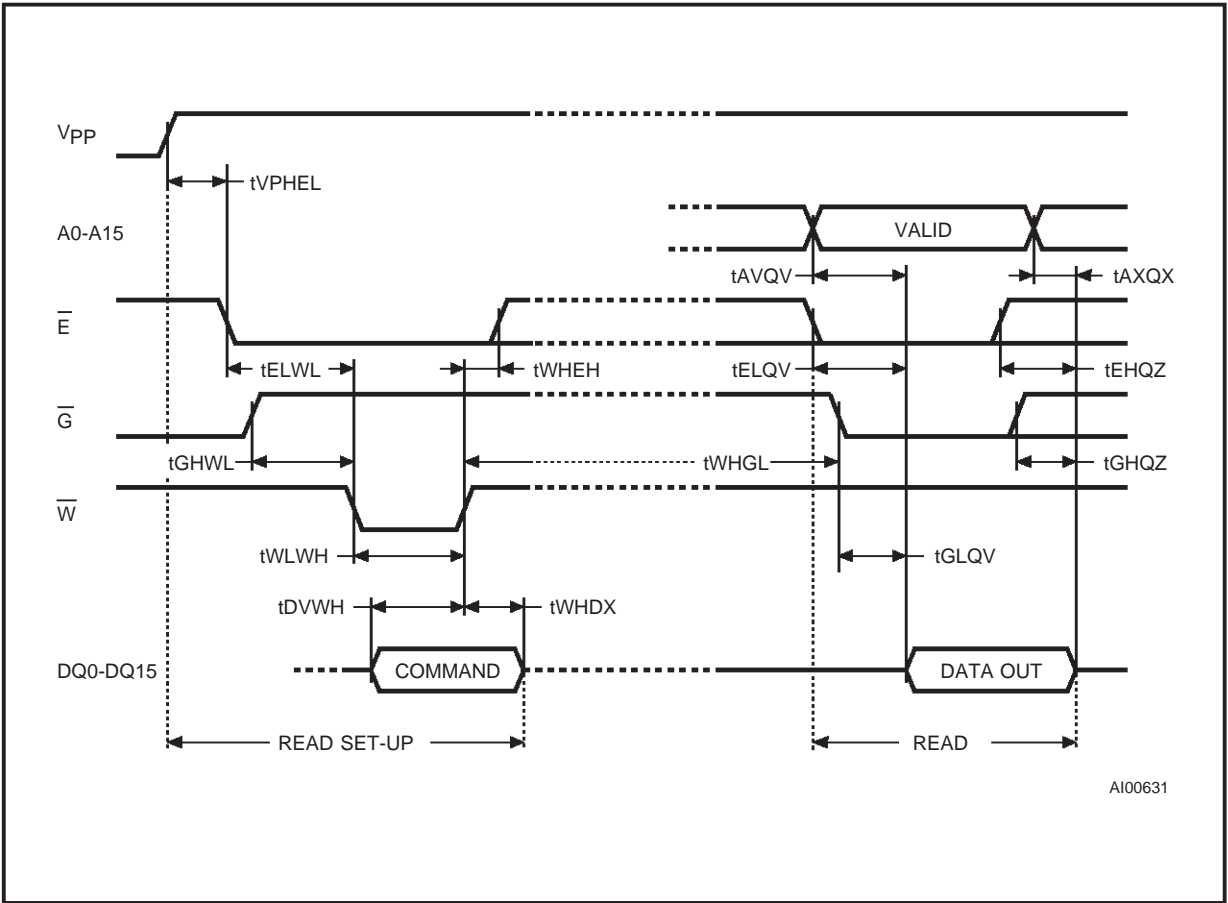 VPP
tVPHEL
A0-A15
VALID
tAVQV
tAXQX
E
tELWL
tWHEH
tELQV
tEHQZ
G
tGHWL
tWHGL
tGHQZ
W
tWLWH
tGLQV
tDVWH
tWHDX
DQ0-DQ15
COMMAND
DATA OUT
READ SET-UP
READ
AI00631